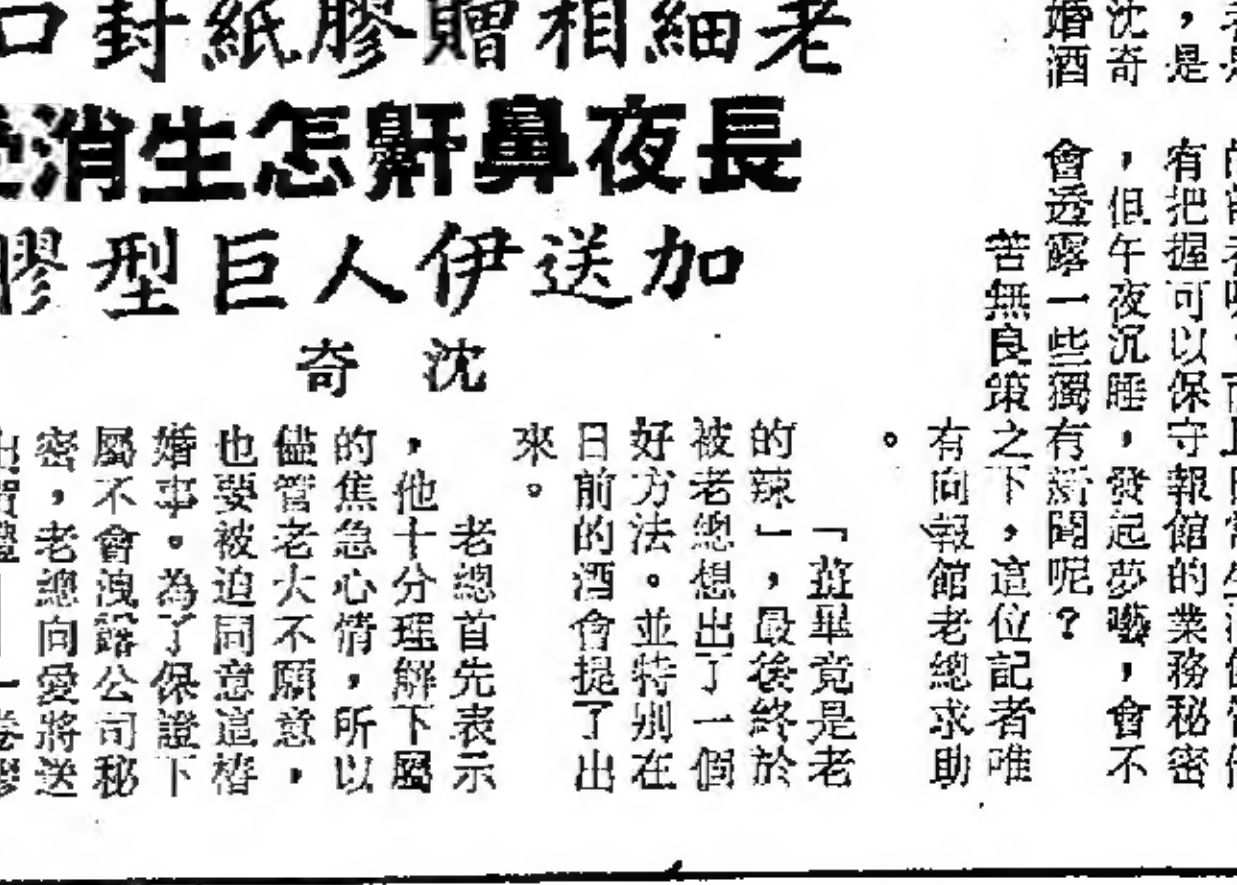 老細相贈膠紙封口
長夜鼻鼾怎生消
加送伊人巨型膠
沈奇
，是
沈奇
婚酒
有把握可以保守報館的業務秘密
，但午夜沉睡，發起夢囈，會不
會透露一些獨有新聞呢？
苦無良策之下，這位記者唯
有向報館老總求助
。
「薑畢竟是老
的辣」，最後終於
被老總想出了一個
好方法。並特別在
日前的酒會提了出
來。
老總首先表示
，他十分理解下屬
的焦急心情，所以
儘管老大不願意，
也要被迫同意這樁
婚事。為了保證下
屬不會洩露公司秘
密，老總向愛將送